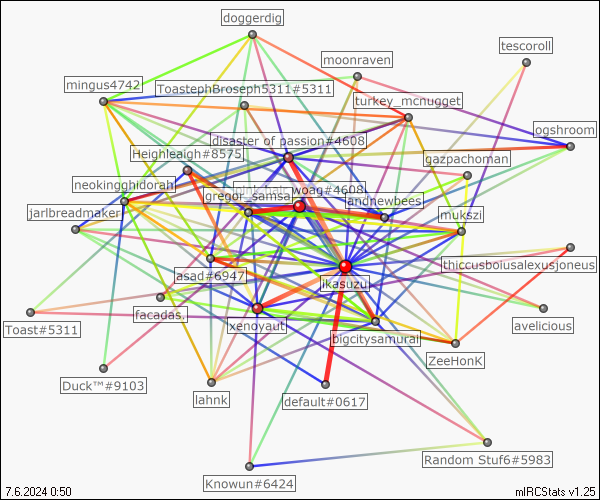 doggerdig
tescoroll
moonraven
mingus4742
ToastephBroseph5311#5311
turkey_mcnugget
ogshroom
disaster of passion#4608
Heighleaigh#8575
gazpachoman
neokingghidorah
gregor_samsa
woag#4608
andnewbees
jarlbreadmaker
mukszi
thiccusboiusalexusjoneus
asad#6947
ikasuzu
facadas.
avelicious
Toast#5311
xenoyaut
bigcitysamurai
ZeeHonK
Duck™#9103
lahnk
default#0617
Random Stuf6#5983
Knowun#6424
7.6.2024 0:50
mIRCStats v1.25